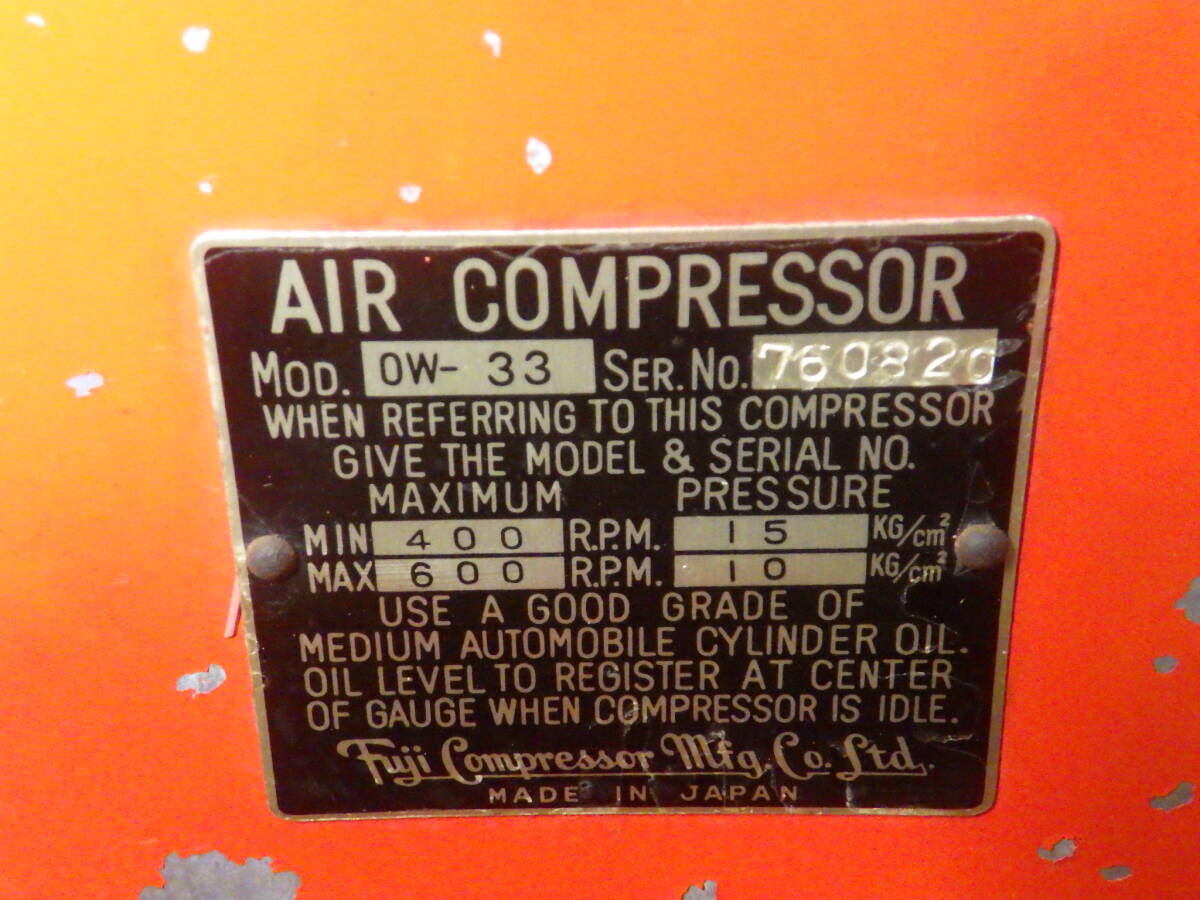 AIR COMPRESSOR
MOD. OW- 33 SER. NO. 760820
WHEN REFERRING TO THIS COMPRESSOR
GIVE THE MODEL & SERIAL NO.
MAXIMUM PRESSURE
MIN 400 R.P.M. 15 KG/cm²
MAX 600 R.P.M. 10 KG/cm²
USE A GOOD GRADE OF
MEDIUM AUTOMOBILE CYLINDER OIL.
OIL LEVEL TO REGISTER AT CENTER
OF GAUGE WHEN COMPRESSOR IS IDLE.
Fuji Compressor Mfg. Co. Ltd.
MADE IN JAPAN